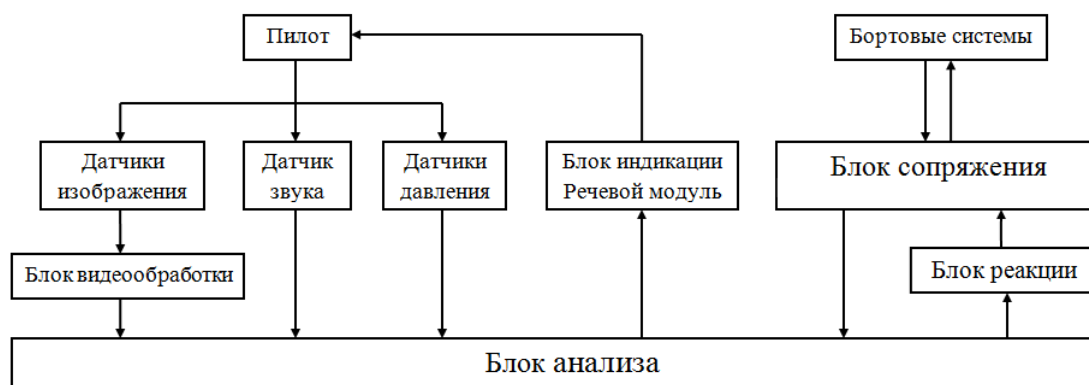 Пилот
Бортовые системы
Датчики
изображения
Датчик
звука
Датчики
давления
Блок индикации
Речевой модуль
Блок сопряжения
Блок видеообработки
Блок реакции
Блок анализа